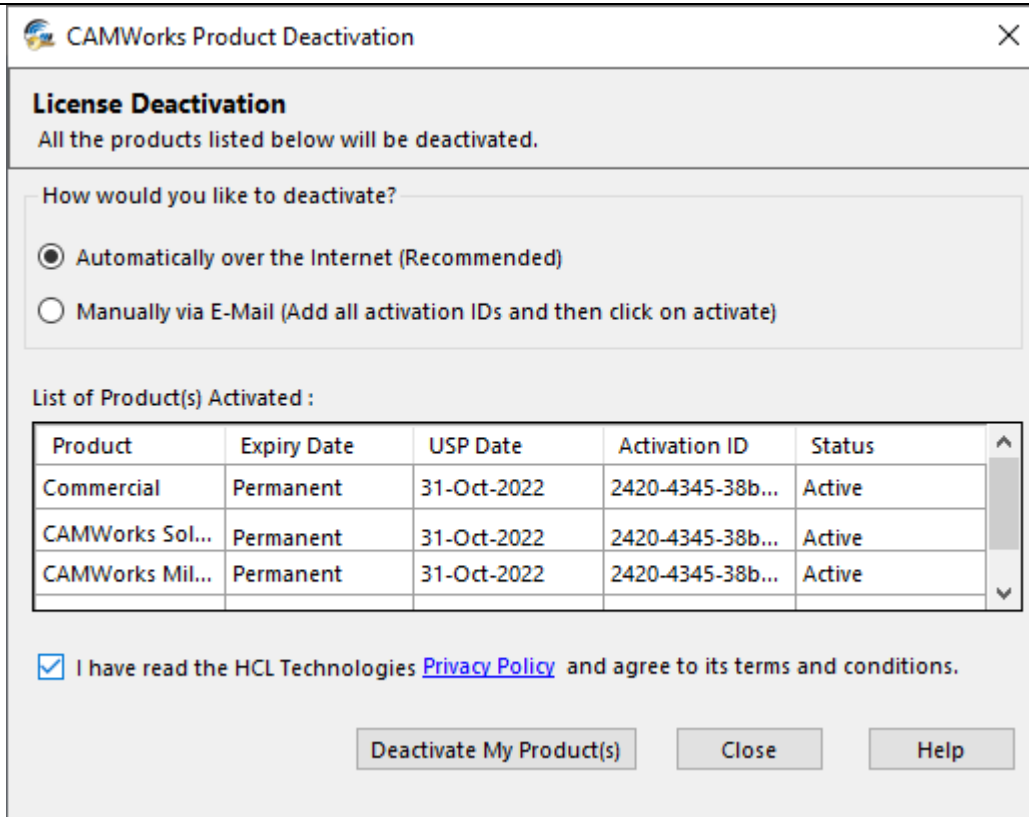 CAMWorks Product Deactivation
License Deactivation
All the products listed below will be deactivated.
How would you like to deactivate?
Automatically over the Internet (Recommended)
Manually via E-Mail (Add all activation IDs and then click on activate)
List of Product(s) Activated :
Product Expiry Date USP Date Activation ID Status
Commercial Permanent 31-Oct-2022 2420-4345-38b... Active
CAMWorks Sol... Permanent 31-Oct-2022 2420-4345-38b... Active
CAMWorks Mil... Permanent 31-Oct-2022 2420-4345-38b... Active
I have read the HCL Technologies Privacy Policy and agree to its terms and conditions.
Deactivate My Product(s) Close Help